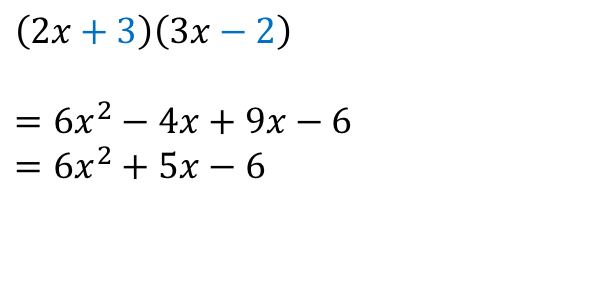 (2x + 3)(3x − 2)
= 6x² − 4x + 9x − 6
= 6x² + 5x − 6